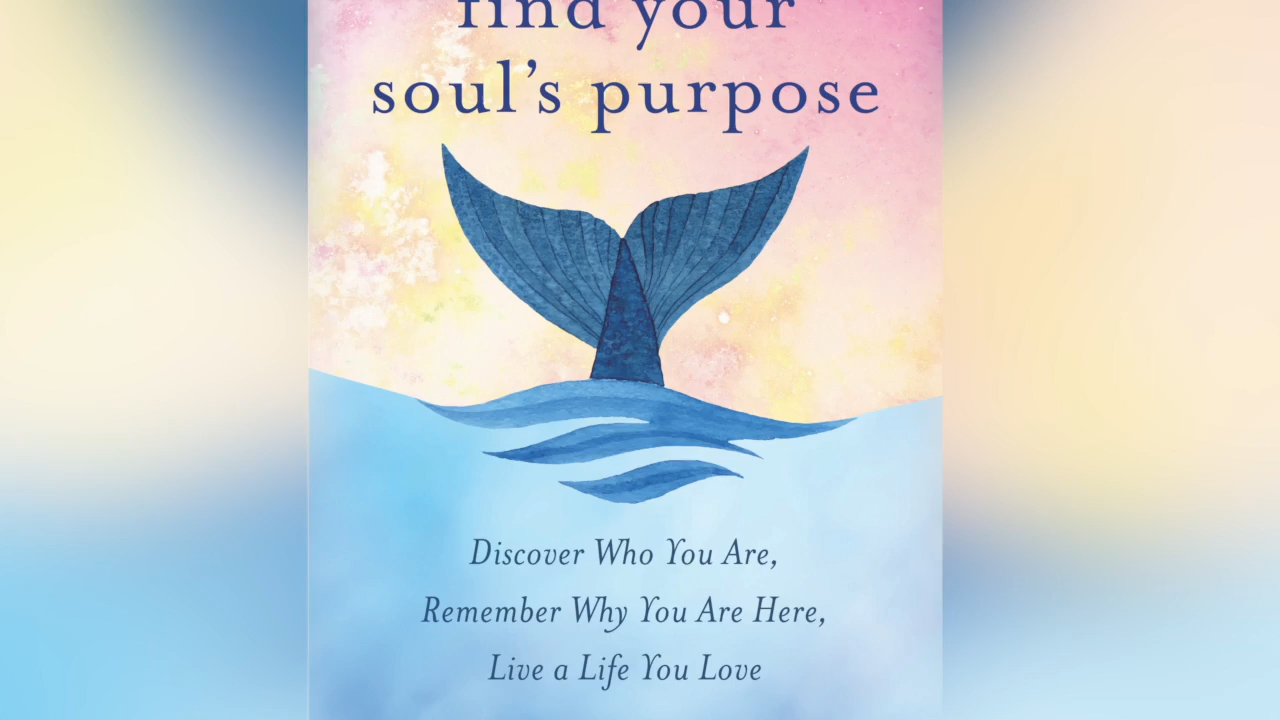 find your
soul's purpose
Discover Who You Are,
Remember Why You Are Here,
Live a Life You Love